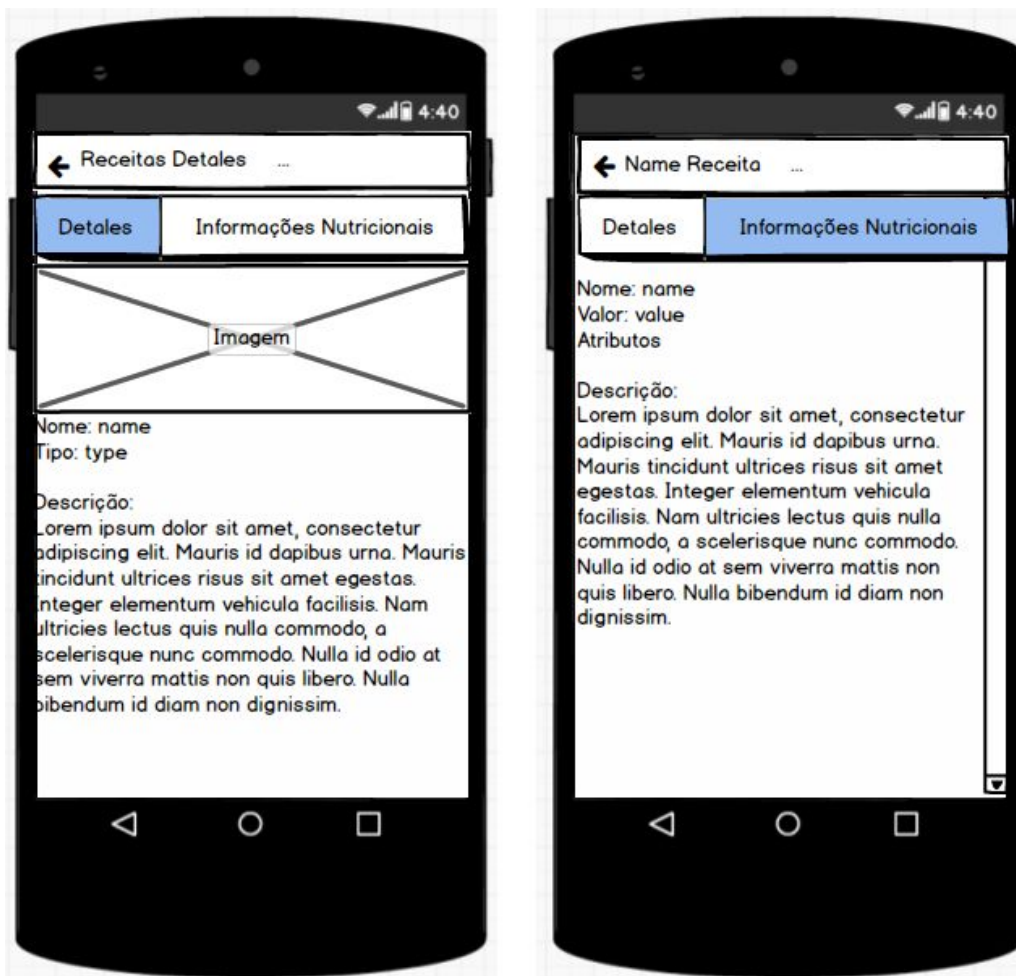 4:40
Receitas Detales ...
Detales
Informações Nutricionais
Imagem
Nome: name
Tipo: type
Descrição:
Lorem ipsum dolor sit amet, consectetur
adipiscing elit. Mauris id dapibus urna. Mauris
tincidunt ultrices risus sit amet egestas.
Integer elementum vehicula facilisis. Nam
ultricies lectus quis nulla commodo, a
scelerisque nunc commodo. Nulla id odio at
sem viverra mattis non quis libero. Nulla
bibendum id diam non dignissim.
4:40
Name Receita ...
Detales
Informações Nutricionais
Nome: name
Valor: value
Atributos
Descrição:
Lorem ipsum dolor sit amet, consectetur
adipiscing elit. Mauris id dapibus urna.
Mauris tincidunt ultrices risus sit amet
egestas. Integer elementum vehicula
facilisis. Nam ultricies lectus quis nulla
commodo, a scelerisque nunc commodo.
Nulla id odio at sem viverra mattis non
quis libero. Nulla bibendum id diam non
dignissim.